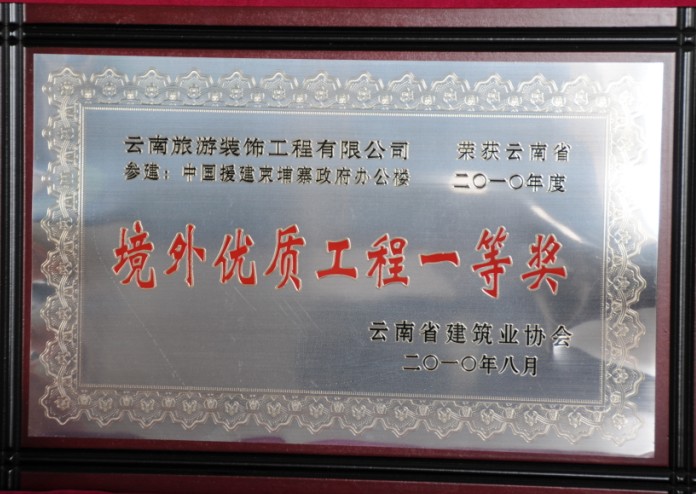 云南旅游装饰工程有限公司 荣获云南省
参建：中国援建柬埔寨政府办公楼 二〇一〇年度
境外优质工程一等奖
云南省建筑业协会
二〇一〇年八月